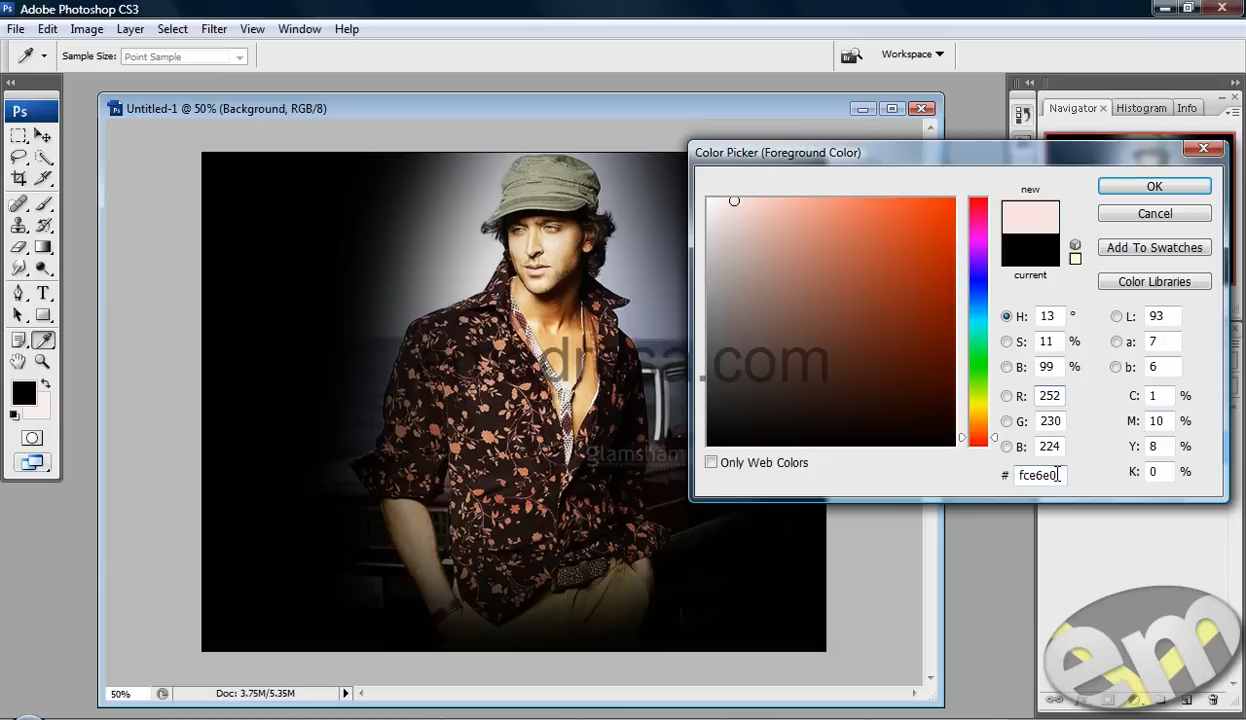 Adobe Photoshop CS3
File Edit Image Layer Select Filter View Window Help
Sample Size: Point Sample
Workspace
Ps
Untitled-1 @ 50% (Background, RGB/8)
Navigator × Histogram Info
Color Picker (Foreground Color)
new
current
OK
Cancel
Add To Swatches
Color Libraries
H: 13 °
S: 11 %
B: 99 %
R: 252
G: 230
B: 224
# fce6e0
L: 93
a: 7
b: 6
C: 1 %
M: 10 %
Y: 8 %
K: 0 %
Only Web Colors
glamsham
50%
Doc: 3.75M/5.35M
em